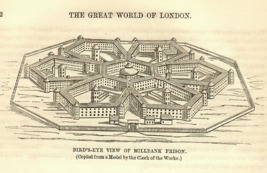 2
THE GREAT WORLD OF LONDON.
BIRD'S-EYE VIEW OF MILLBANK PRISON.
(Copied from a Model by the Clerk of the Works.)